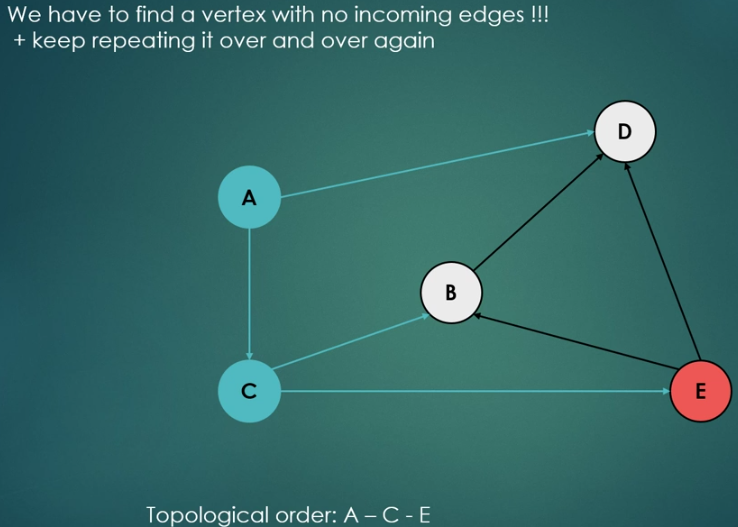 We have to find a vertex with no incoming edges !!!
+ keep repeating it over and over again
D
A
B
C
E
Topological order: A – C - E